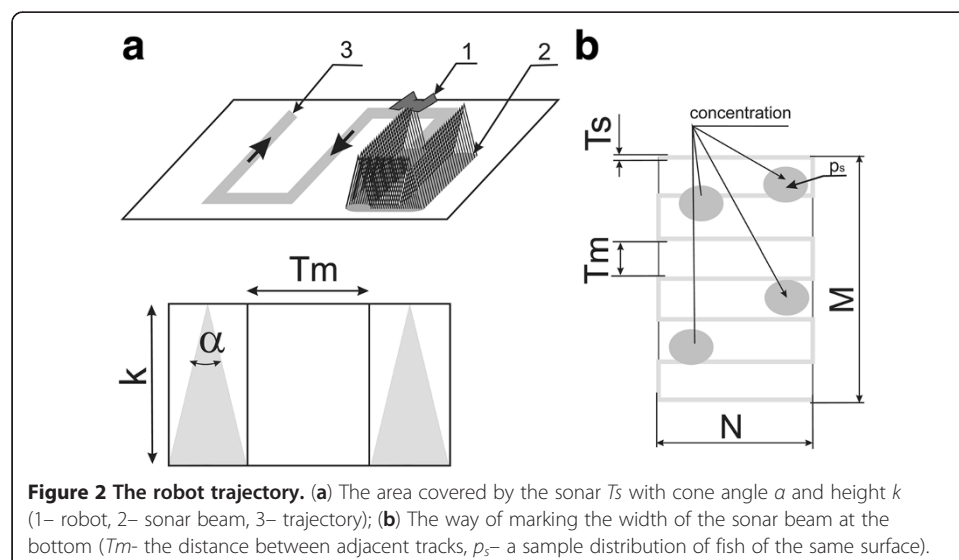 a
3
1
2
b
concentration
Ts
pₛ
Tm
Tm
M
α
k
N
Figure 2 The robot trajectory. (a) The area covered by the sonar Ts with cone angle α and height k
(1– robot, 2– sonar beam, 3– trajectory); (b) The way of marking the width of the sonar beam at the
bottom (Tm- the distance between adjacent tracks, pₛ– a sample distribution of fish of the same surface).